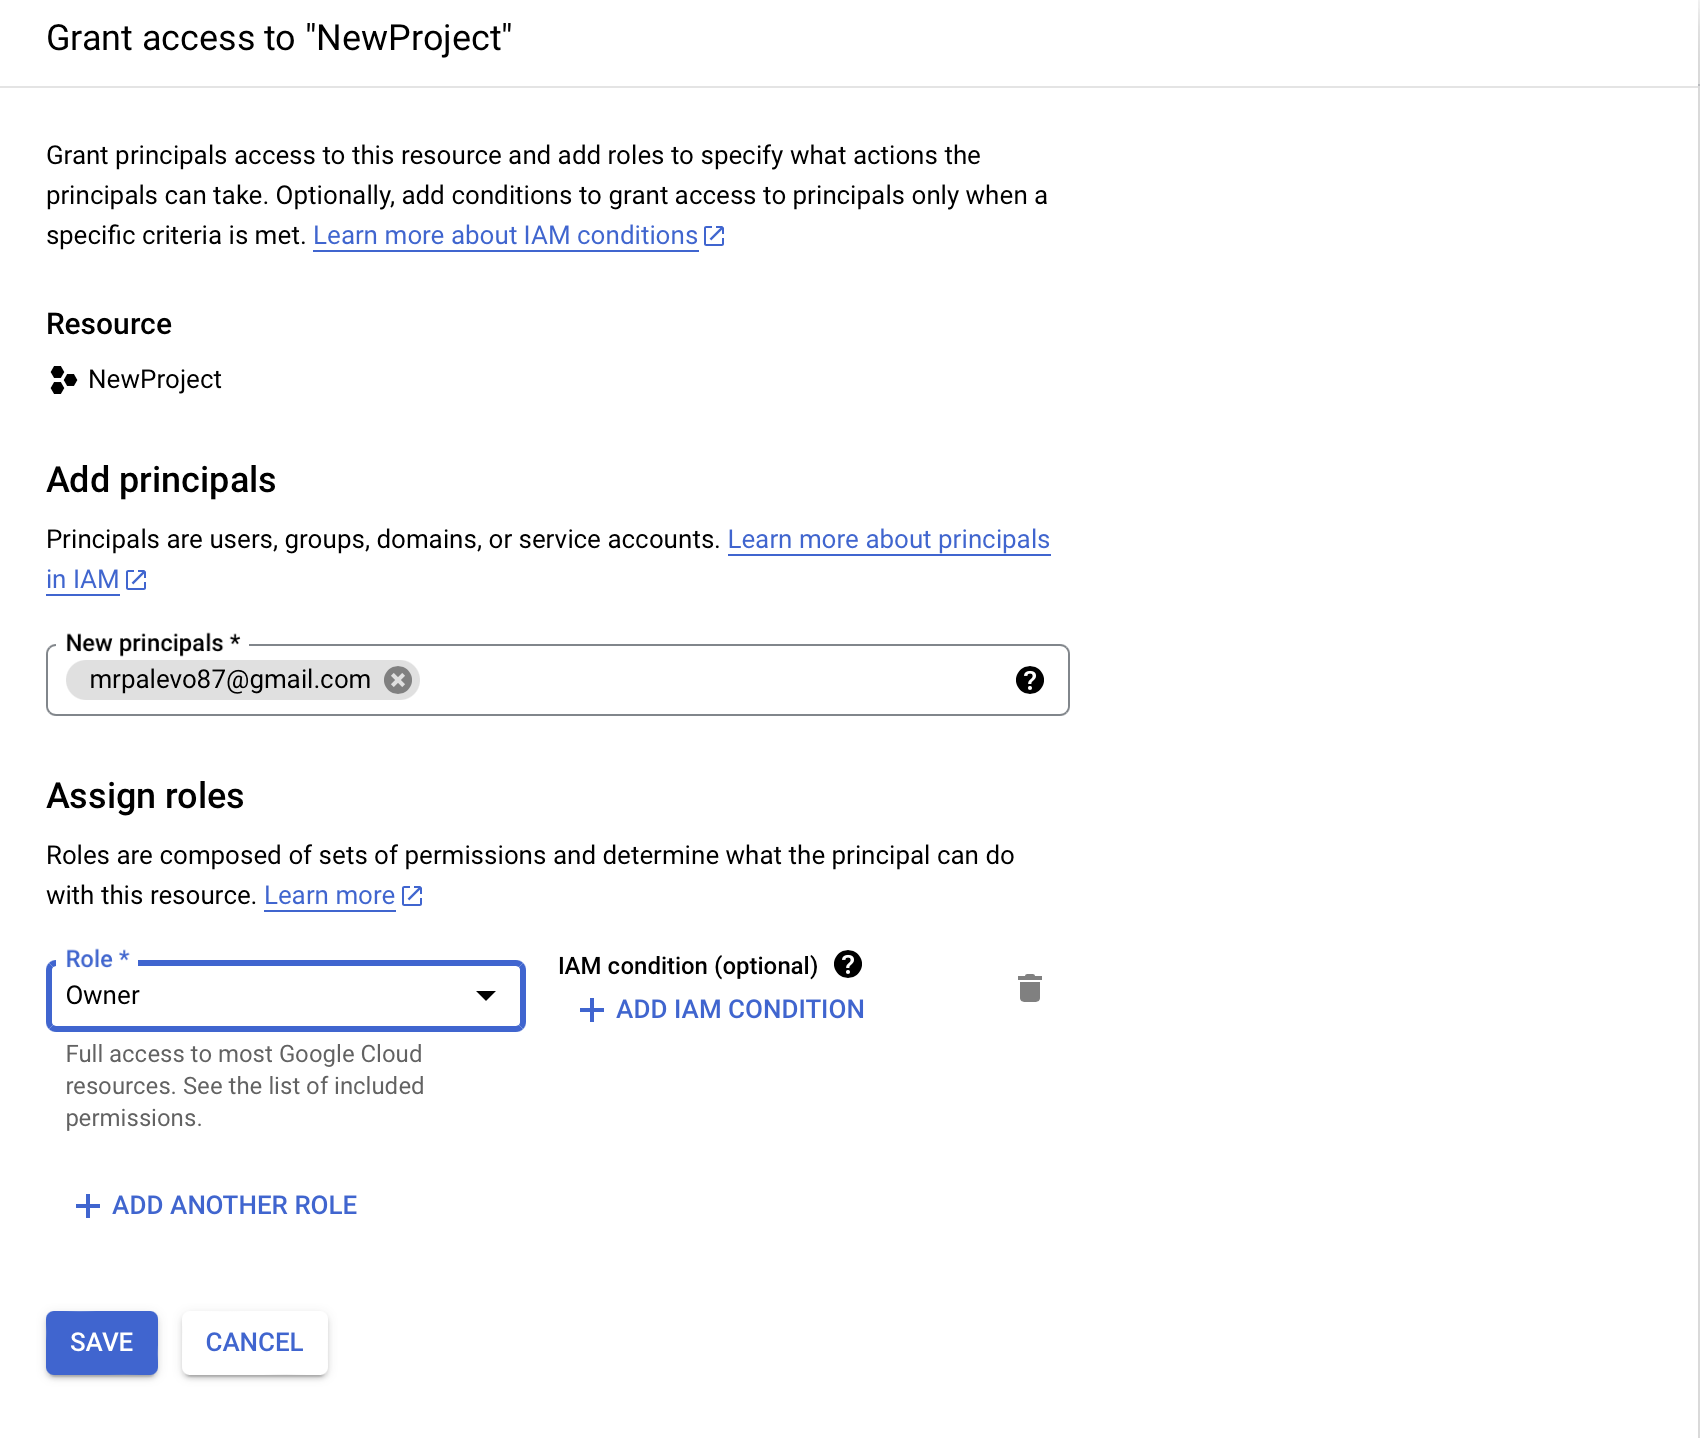 Grant access to "NewProject"
Grant principals access to this resource and add roles to specify what actions the
principals can take. Optionally, add conditions to grant access to principals only when a
specific criteria is met. Learn more about IAM conditions
Resource
NewProject
Add principals
Principals are users, groups, domains, or service accounts. Learn more about principals
in IAM
New principals *
mrpalevo87@gmail.com
Assign roles
Roles are composed of sets of permissions and determine what the principal can do
with this resource. Learn more
Role *
Owner
IAM condition (optional)
ADD IAM CONDITION
Full access to most Google Cloud
resources. See the list of included
permissions.
ADD ANOTHER ROLE
SAVE
CANCEL